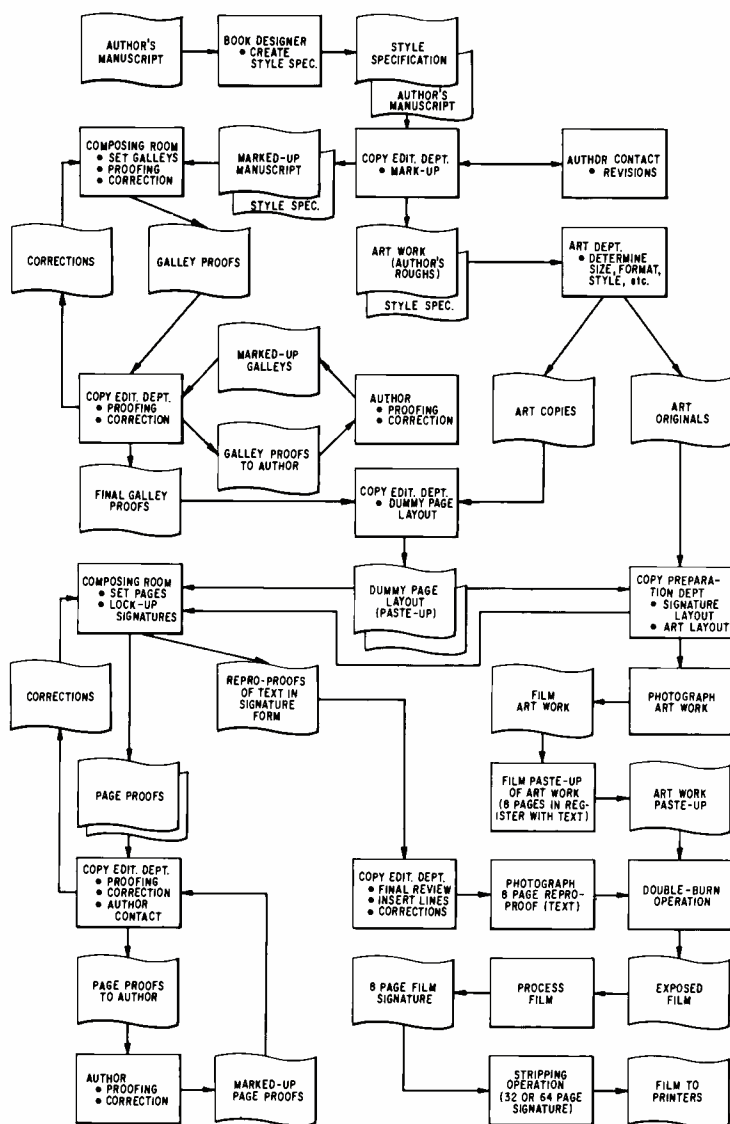 AUTHOR'S
MANUSCRIPT
BOOK DESIGNER
• CREATE
STYLE SPEC.
STYLE
SPECIFICATION
AUTHOR'S
MANUSCRIPT
COMPOSING ROOM
• SET GALLEYS
• PROOFING
• CORRECTION
MARKED-UP
MANUSCRIPT
STYLE SPEC.
COPY EDIT. DEPT.
• MARK-UP
AUTHOR CONTACT
• REVISIONS
CORRECTIONS
GALLEY PROOFS
ART WORK
(AUTHOR'S
ROUGHS)
STYLE SPEC.
ART DEPT.
• DETERMINE
SIZE, FORMAT,
STYLE, etc.
MARKED-UP
GALLEYS
COPY EDIT. DEPT.
• PROOFING
• CORRECTION
AUTHOR
• PROOFING
• CORRECTION
ART COPIES
ART
ORIGINALS
GALLEY PROOFS
TO AUTHOR
FINAL GALLEY
PROOFS
COPY EDIT. DEPT.
• DUMMY PAGE
LAYOUT
COMPOSING ROOM
• SET PAGES
• LOCK-UP
SIGNATURES
DUMMY PAGE
LAYOUT
(PASTE-UP)
COPY PREPARA-
TION DEPT
• SIGNATURE
LAYOUT
• ART LAYOUT
CORRECTIONS
REPRO-PROOFS
OF TEXT IN
SIGNATURE
FORM
FILM
ART WORK
PHOTOGRAPH
ART WORK
PAGE PROOFS
FILM PASTE-UP
OF ART WORK
(8 PAGES IN REG-
ISTER WITH TEXT)
ART WORK
PASTE-UP
COPY EDIT. DEPT.
• PROOFING
• CORRECTION
• AUTHOR
CONTACT
COPY EDIT. DEPT.
• FINAL REVIEW
• INSERT LINES
• CORRECTIONS
PHOTOGRAPH
8 PAGE REPRO-
PROOF (TEXT)
DOUBLE-BURN
OPERATION
PAGE PROOFS
TO AUTHOR
8 PAGE FILM
SIGNATURE
PROCESS
FILM
EXPOSED
FILM
AUTHOR
• PROOFING
• CORRECTION
MARKED-UP
PAGE PROOFS
STRIPPING
OPERATION
(32 OR 64 PAGE
SIGNATURE)
FILM TO
PRINTERS